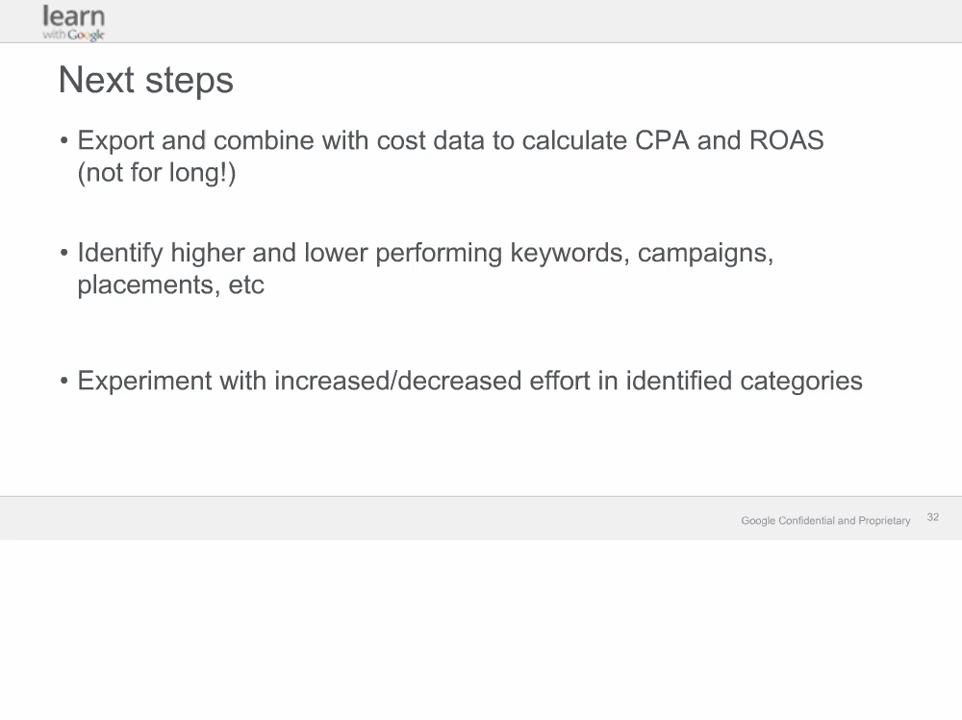 learn
with Google
Next steps
• Export and combine with cost data to calculate CPA and ROAS
(not for long!)
• Identify higher and lower performing keywords, campaigns,
placements, etc
• Experiment with increased/decreased effort in identified categories
Google Confidential and Proprietary 32